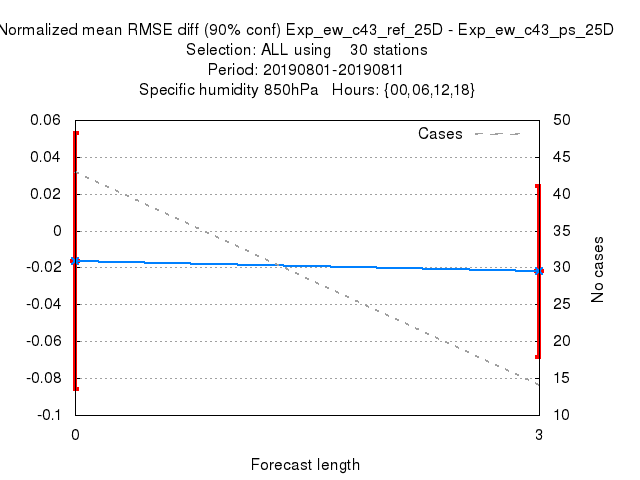 Normalized mean RMSE diff (90% conf) Exp_ew_c43_ref_25D - Exp_ew_c43_ps_25D
Selection: ALL using    30 stations
Period: 20190801-20190811
Specific humidity 850hPa   Hours: {00,06,12,18}
Cases
0.06
0.04
0.02
0
-0.02
-0.04
-0.06
-0.08
-0.1
50
45
40
35
30
25
20
15
10
No cases
0
3
Forecast length